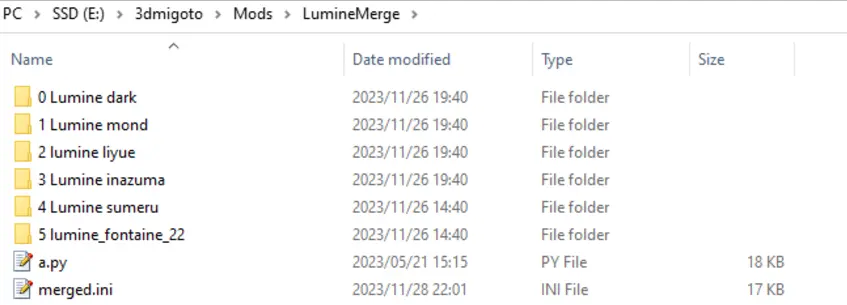 PC > SSD (E:) > 3dmigoto > Mods > LumineMerge >
Name Date modified Type Size
0 Lumine dark 2023/11/26 19:40 File folder
1 Lumine mond 2023/11/26 19:40 File folder
2 lumine liyue 2023/11/26 19:40 File folder
3 Lumine inazuma 2023/11/26 19:40 File folder
4 Lumine sumeru 2023/11/26 14:40 File folder
5 lumine_fontaine_22 2023/11/26 14:40 File folder
a.py 2023/05/21 15:15 PY File 18 KB
merged.ini 2023/11/28 22:01 INI File 17 KB